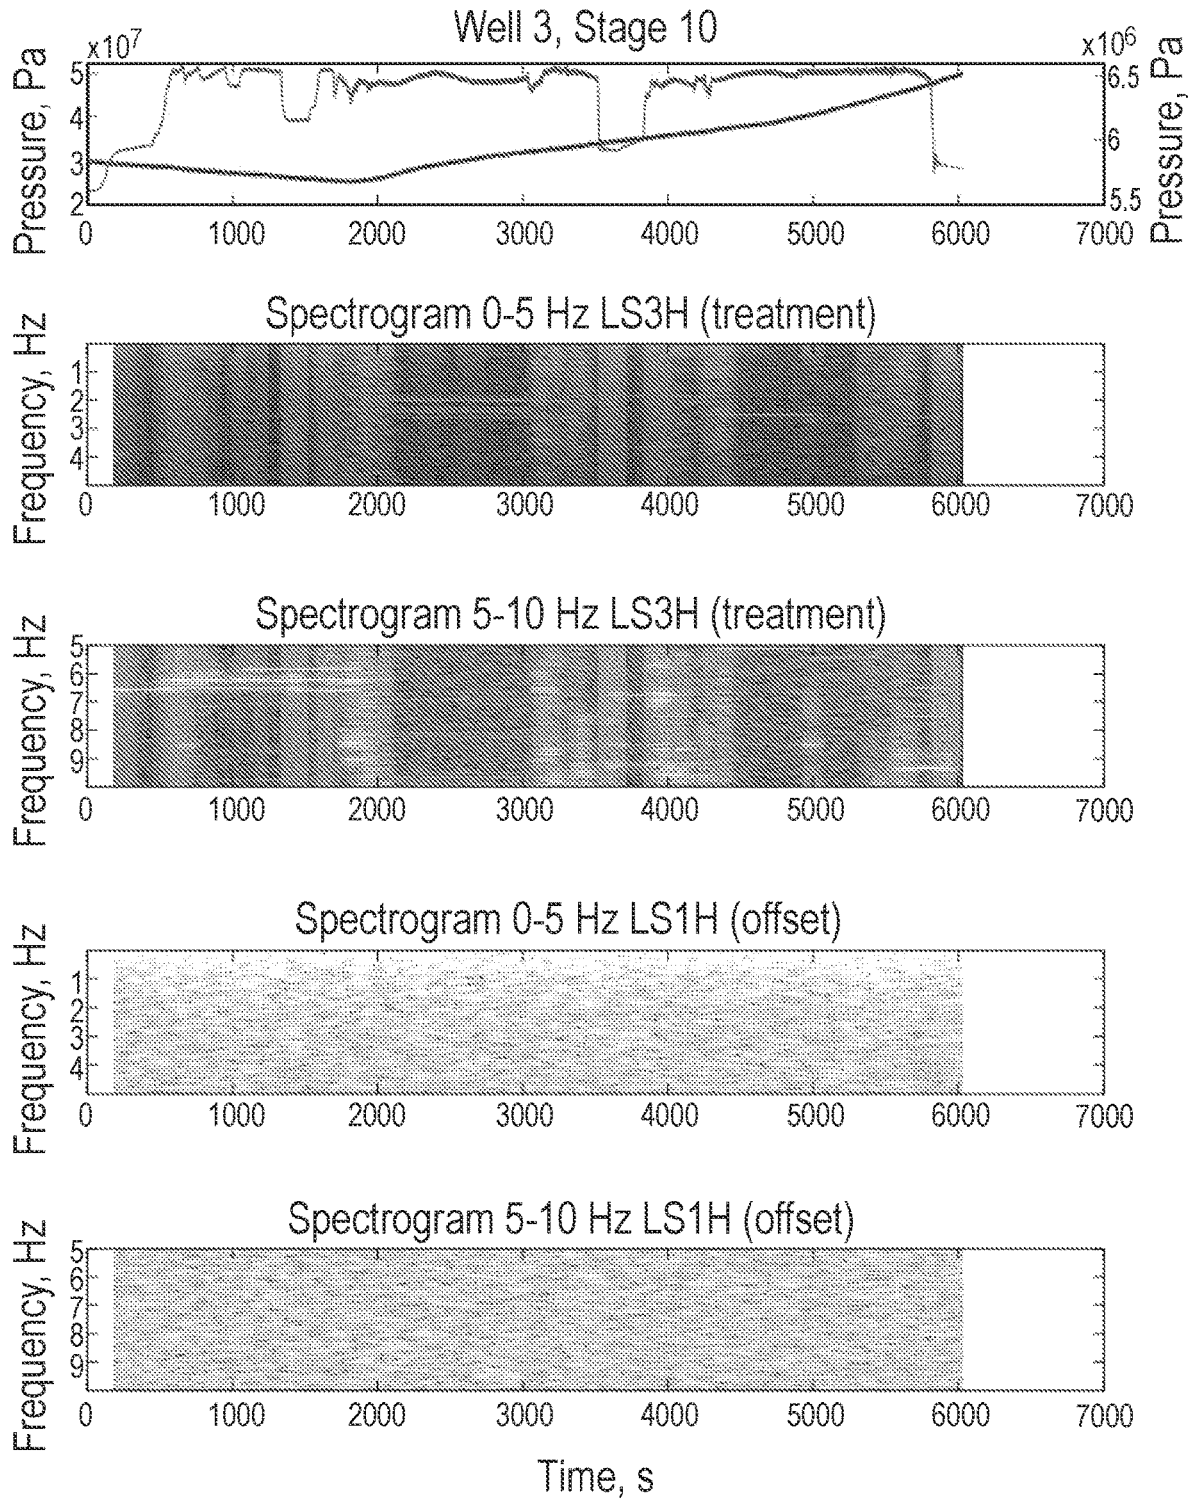 Well 3, Stage 10
x10^7
x10^6
Pressure, Pa
5
4
3
2
6.5
6
5.5
Pressure, Pa
0 1000 2000 3000 4000 5000 6000 7000
Spectrogram 0-5 Hz LS3H (treatment)
Frequency, Hz
1
2
3
4
0 1000 2000 3000 4000 5000 6000 7000
Spectrogram 5-10 Hz LS3H (treatment)
Frequency, Hz
5
6
7
8
9
0 1000 2000 3000 4000 5000 6000 7000
Spectrogram 0-5 Hz LS1H (offset)
Frequency, Hz
1
2
3
4
0 1000 2000 3000 4000 5000 6000 7000
Spectrogram 5-10 Hz LS1H (offset)
Frequency, Hz
5
6
7
8
9
0 1000 2000 3000 4000 5000 6000 7000
Time, s